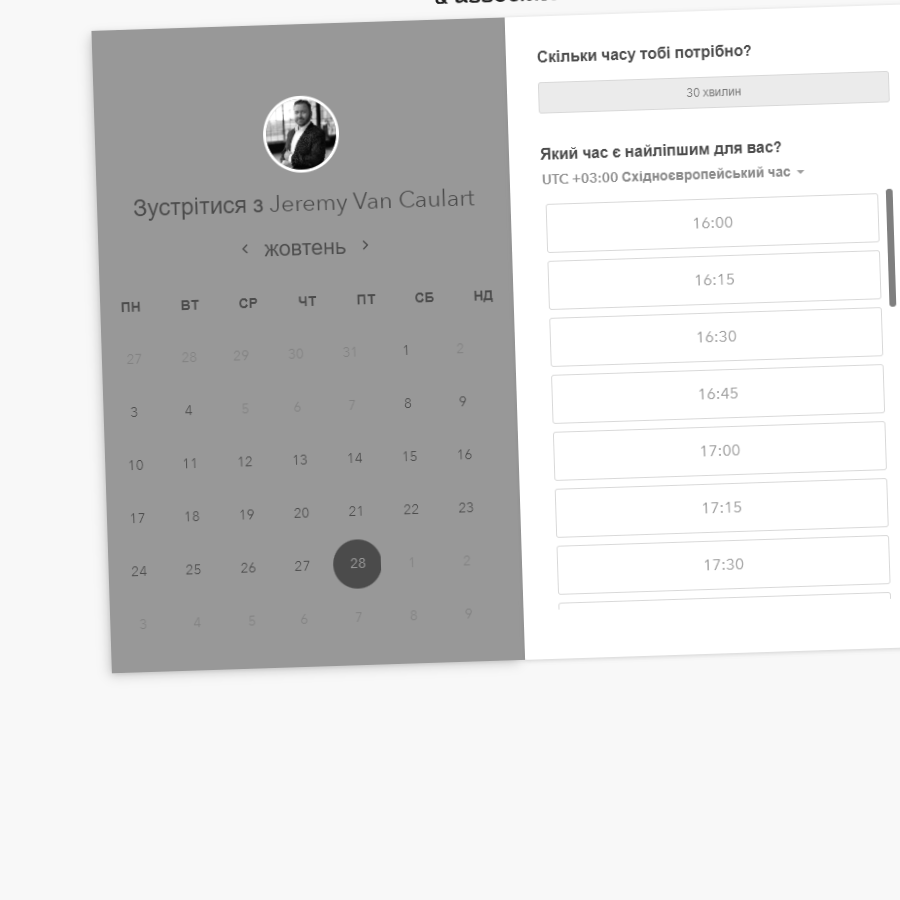 Зустрітися з Jeremy Van Caulart
жовтень
ПН ВТ СР ЧТ ПТ СБ НД
27 28 29 30 31 1 2
3 4 5 6 7 8 9
10 11 12 13 14 15 16
17 18 19 20 21 22 23
24 25 26 27 28 1 2
3 4 5 6 7 8 9
Скільки часу тобі потрібно?
30 хвилин
Який час є найліпшим для вас?
UTC +03:00 Східноєвропейський час
16:00
16:15
16:30
16:45
17:00
17:15
17:30